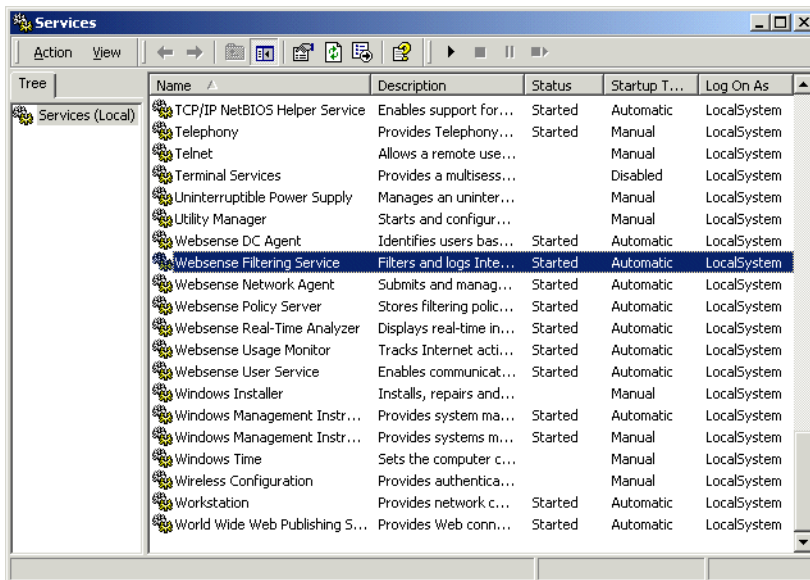 Services
Action View
Tree
Name Description Status Startup T... Log On As
Services (Local)
TCP/IP NetBIOS Helper Service Enables support for... Started Automatic LocalSystem
Telephony Provides Telephony... Started Manual LocalSystem
Telnet Allows a remote use... Manual LocalSystem
Terminal Services Provides a multisess... Disabled LocalSystem
Uninterruptible Power Supply Manages an uninter... Manual LocalSystem
Utility Manager Starts and configur... Manual LocalSystem
Websense DC Agent Identifies users bas... Started Automatic LocalSystem
Websense Filtering Service Filters and logs Inte... Started Automatic LocalSystem
Websense Network Agent Submits and manag... Started Automatic LocalSystem
Websense Policy Server Stores filtering polic... Started Automatic LocalSystem
Websense Real-Time Analyzer Displays real-time in... Started Automatic LocalSystem
Websense Usage Monitor Tracks Internet acti... Started Automatic LocalSystem
Websense User Service Enables communicat... Started Automatic LocalSystem
Windows Installer Installs, repairs and... Manual LocalSystem
Windows Management Instr... Provides system ma... Started Automatic LocalSystem
Windows Management Instr... Provides systems m... Started Manual LocalSystem
Windows Time Sets the computer c... Manual LocalSystem
Wireless Configuration Provides authentica... Manual LocalSystem
Workstation Provides network c... Started Automatic LocalSystem
World Wide Web Publishing S... Provides Web conn... Started Automatic LocalSystem